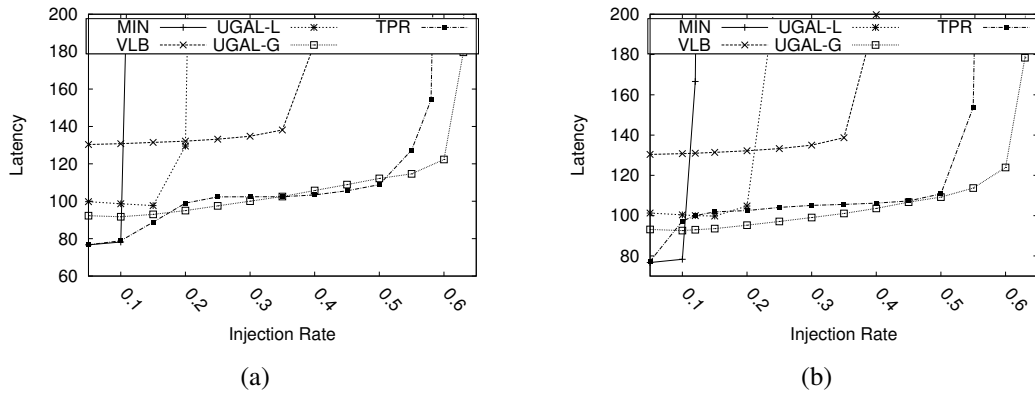 200
180
160
140
120
100
80
60
Latency
MIN UGAL-L TPR
VLB UGAL-G
0.1 0.2 0.3 0.4 0.5 0.6
Injection Rate
(a)
200
180
160
140
120
100
80
Latency
MIN UGAL-L TPR
VLB UGAL-G
0.1 0.2 0.3 0.4 0.5 0.6
Injection Rate
(b)